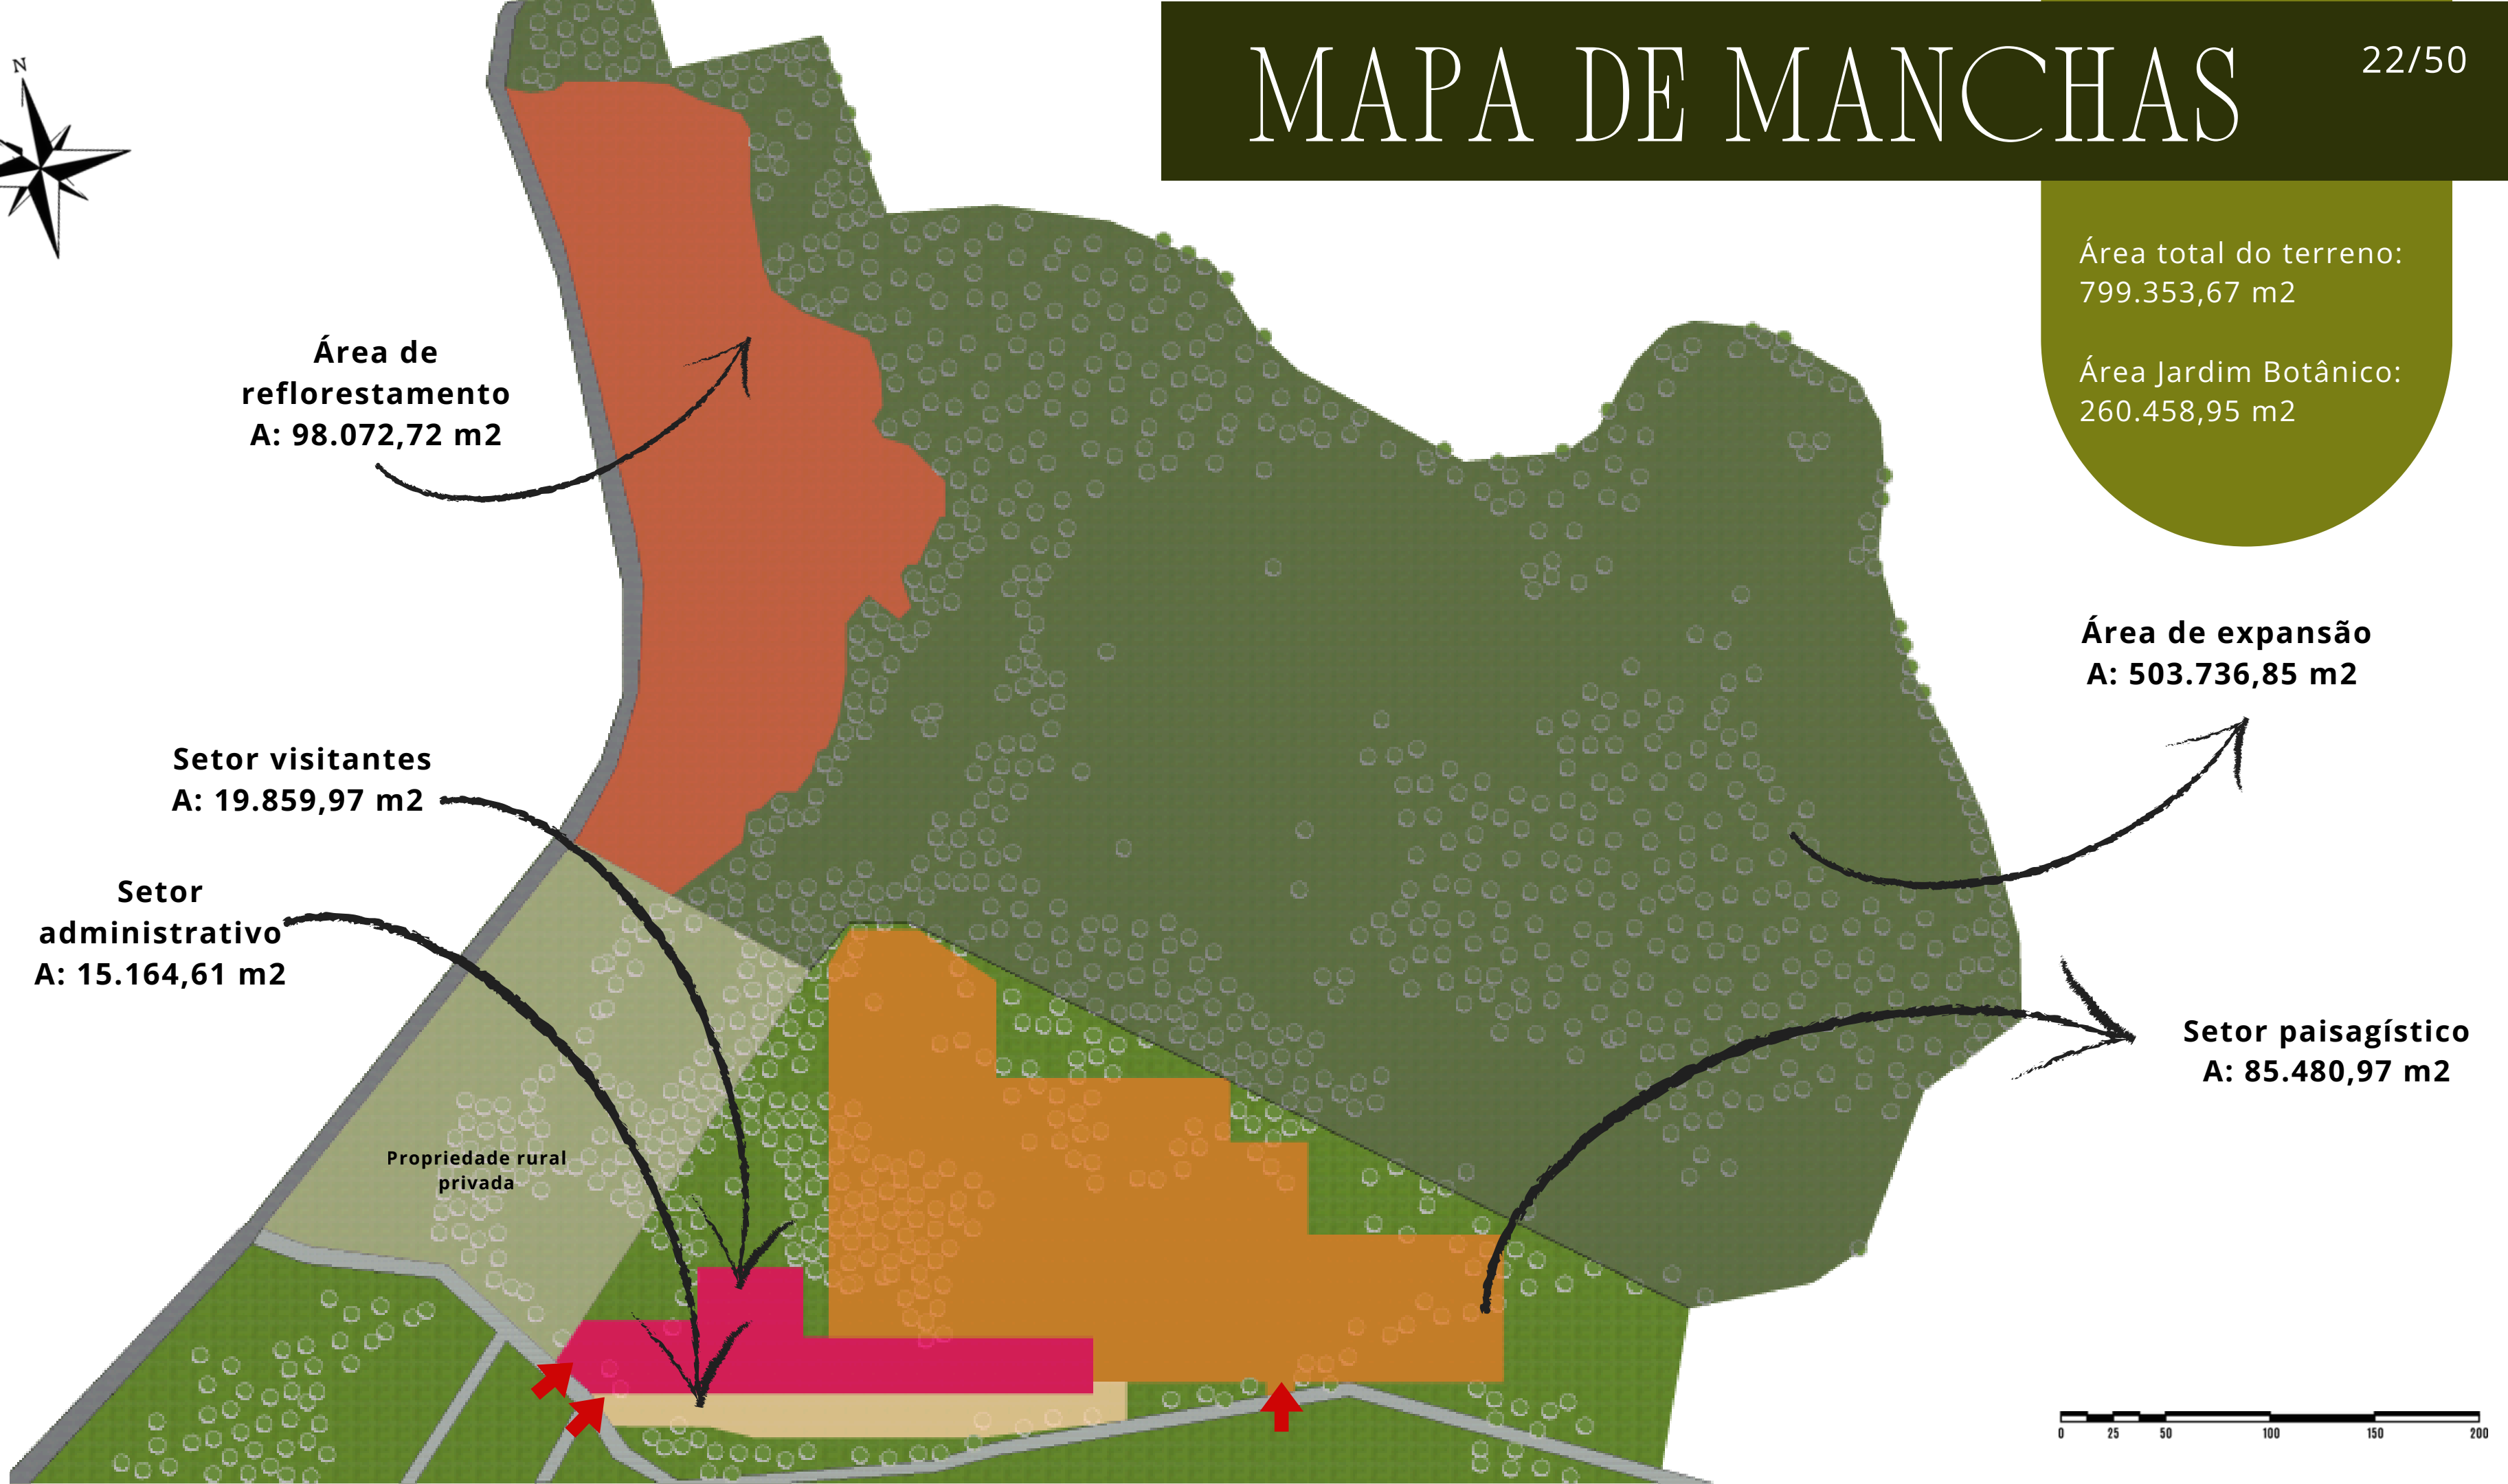 N
MAPA DE MANCHAS
22/50
Área total do terreno:
799.353,67 m2
Área Jardim Botânico:
260.458,95 m2
Área de
reflorestamento
A: 98.072,72 m2
Área de expansão
A: 503.736,85 m2
Setor visitantes
A: 19.859,97 m2
Setor
administrativo
A: 15.164,61 m2
Setor paisagístico
A: 85.480,97 m2
Propriedade rural
privada
0 25 50 100 150 200